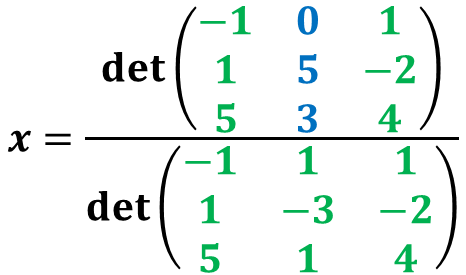 -1 0 1
det( 1 5 -2 )
5 3 4
x =
-1 1 1
det( 1 -3 -2 )
5 1 4